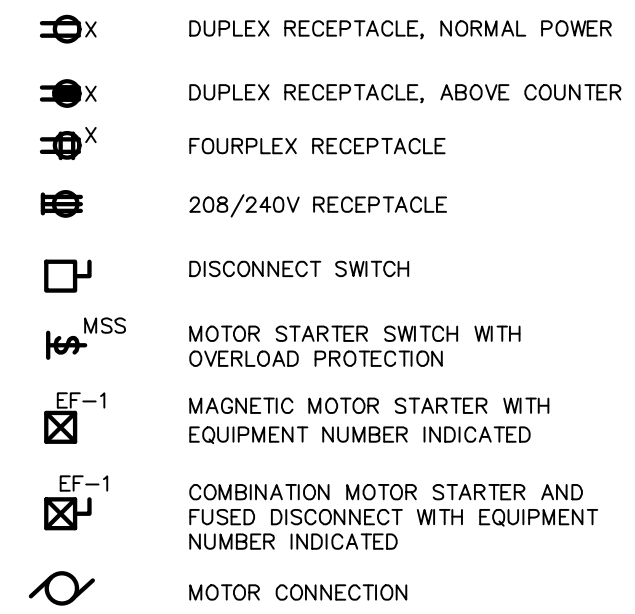 X DUPLEX RECEPTACLE, NORMAL POWER
X DUPLEX RECEPTACLE, ABOVE COUNTER
X FOURPLEX RECEPTACLE
208/240V RECEPTACLE
DISCONNECT SWITCH
MSS
MOTOR STARTER SWITCH WITH
OVERLOAD PROTECTION
EF-1
MAGNETIC MOTOR STARTER WITH
EQUIPMENT NUMBER INDICATED
EF-1
COMBINATION MOTOR STARTER AND
FUSED DISCONNECT WITH EQUIPMENT
NUMBER INDICATED
MOTOR CONNECTION